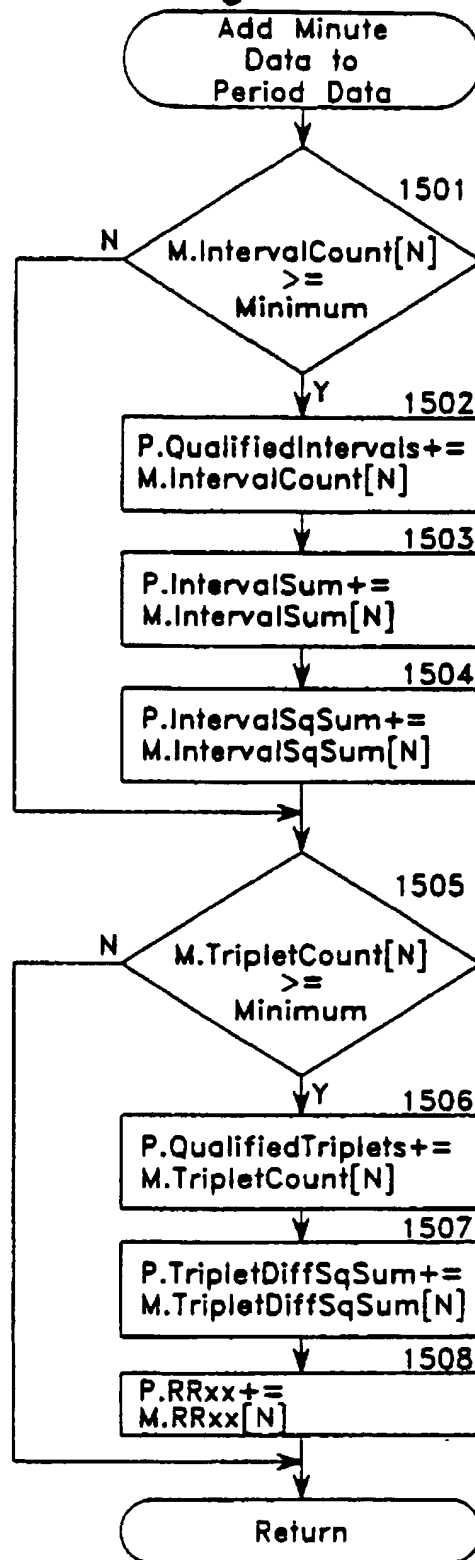 Add Minute
Data to
Period Data
1501
N
M.IntervalCount[N]
>=
Minimum
Y
1502
P.QualifiedIntervals+=
M.IntervalCount[N]
1503
P.IntervalSum+=
M.IntervalSum[N]
1504
P.IntervalSqSum+=
M.IntervalSqSum[N]
1505
N
M.TripletCount[N]
>=
Minimum
Y
1506
P.QualifiedTriplets+=
M.TripletCount[N]
1507
P.TripletDiffSqSum+=
M.TripletDiffSqSum[N]
1508
P.RRxx+=
M.RRxx[N]
Return